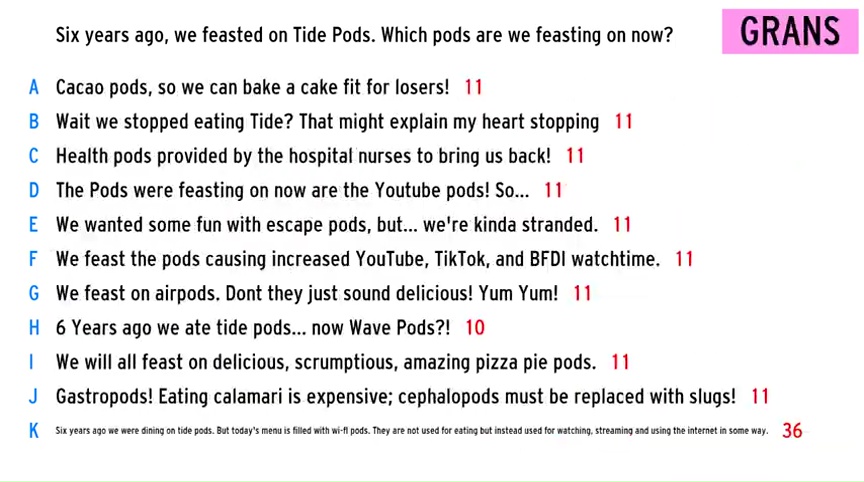 Six years ago, we feasted on Tide Pods. Which pods are we feasting on now?
GRANS
A Cacao pods, so we can bake a cake fit for losers! 11
B Wait we stopped eating Tide? That might explain my heart stopping 11
C Health pods provided by the hospital nurses to bring us back! 11
D The Pods were feasting on now are the Youtube pods! So... 11
E We wanted some fun with escape pods, but... we're kinda stranded. 11
F We feast the pods causing increased YouTube, TikTok, and BFDI watchtime. 11
G We feast on airpods. Dont they just sound delicious! Yum Yum! 11
H 6 Years ago we ate tide pods... now Wave Pods?! 10
I We will all feast on delicious, scrumptious, amazing pizza pie pods. 11
J Gastropods! Eating calamari is expensive; cephalopods must be replaced with slugs! 11
K Six years ago we were dining on tide pods. But today's menu is filled with wi-fi pods. They are not used for eating but instead used for watching, streaming and using the internet in some way. 36